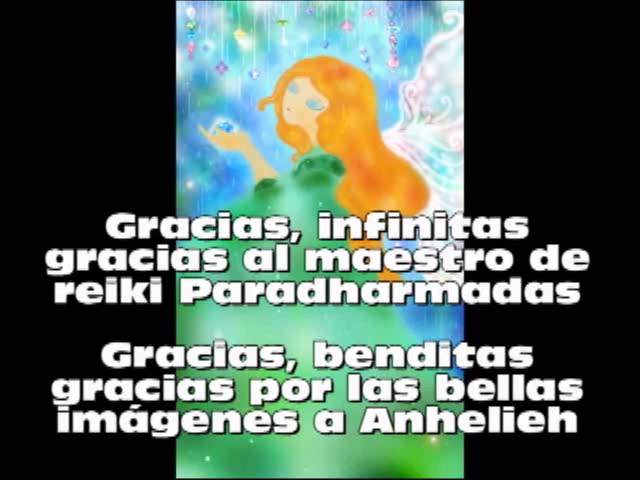 Gracias, infinitas
gracias al maestro de
reiki Paradharmadas
Gracias, benditas
gracias por las bellas
imágenes a Anhelieh